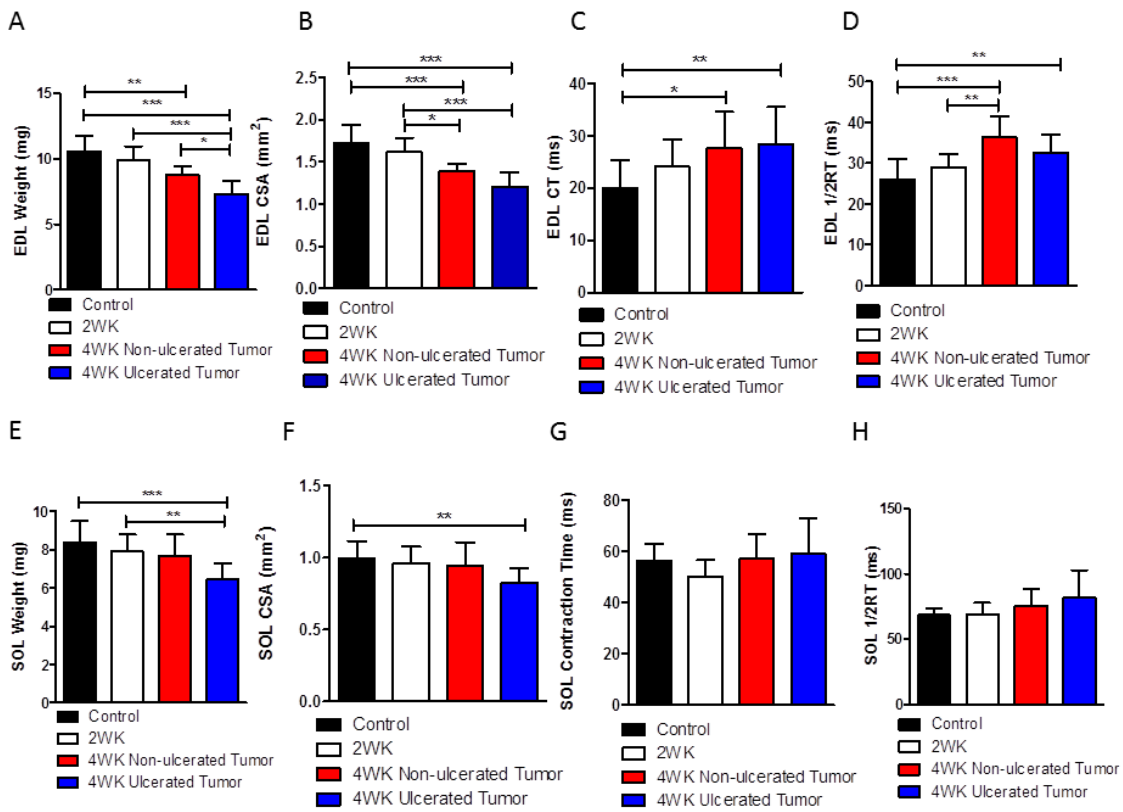 A
EDL Weight (mg)
15
10
5
0
**
***
***
*
Control
2WK
4WK Non-ulcerated Tumor
4WK Ulcerated Tumor
B
EDL CSA (mm²)
2.5
2.0
1.5
1.0
0.5
0.0
***
***
***
*
Control
2WK
4WK Non-ulcerated Tumor
4WK Ulcerated Tumor
C
EDL CT (ms)
40
30
20
10
0
**
*
Control
2WK
4WK Non-ulcerated Tumor
4WK Ulcerated Tumor
D
EDL 1/2RT (ms)
50
40
30
20
10
0
**
***
**
Control
2WK
4WK Non-ulcerated Tumor
4WK Ulcerated Tumor
E
SOL Weight (mg)
10
8
6
4
2
0
***
**
Control
2WK
4WK Non-ulcerated Tumor
4WK Ulcerated Tumor
F
SOL CSA (mm²)
1.5
1.0
0.5
0.0
**
Control
2WK
4WK Non-ulcerated Tumor
4WK Ulcerated Tumor
G
SOL Contraction Time (ms)
80
60
40
20
0
Control
2WK
4WK Non-ulcerated Tumor
4WK Ulcerated Tumor
H
SOL 1/2RT (ms)
150
100
50
0
Control
2WK
4WK Non-ulcerated Tumor
4WK Ulcerated Tumor